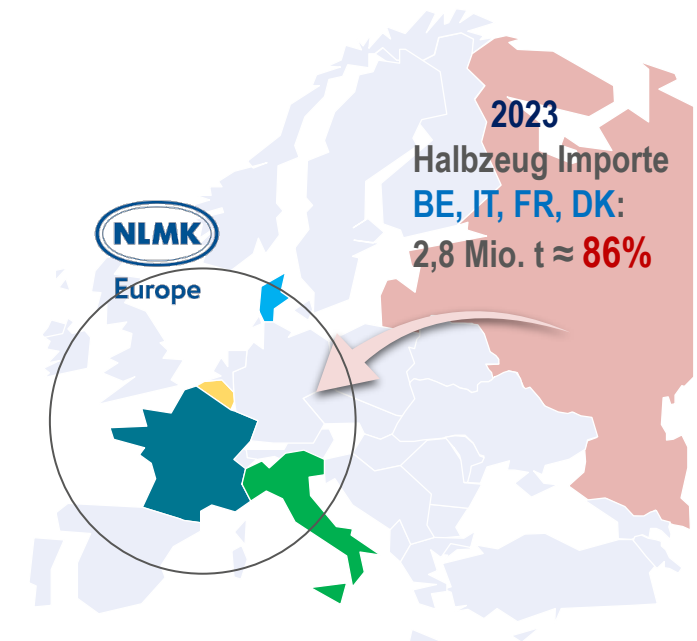 2023
Halbzeug Importe
BE, IT, FR, DK:
2,8 Mio. t ≈ 86%
NLMK
Europe